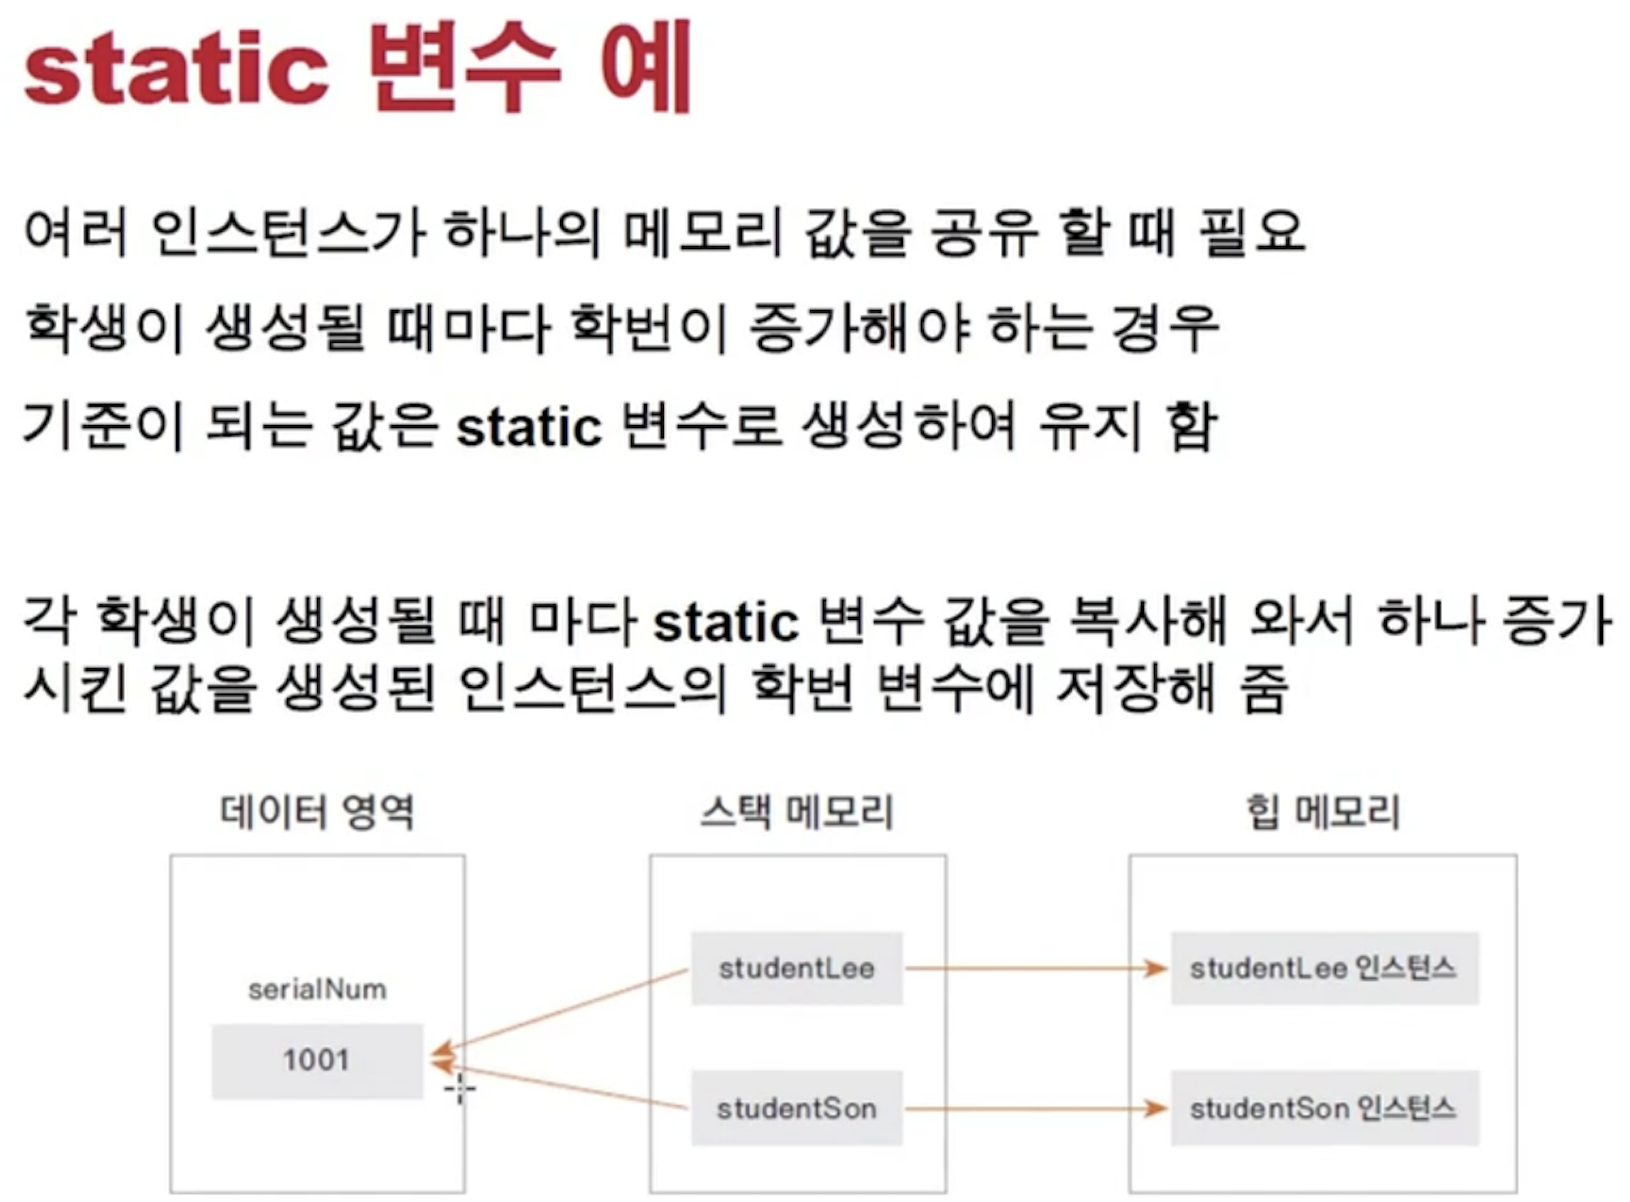 static 변수 예
여러 인스턴스가 하나의 메모리 값을 공유 할 때 필요
학생이 생성될 때마다 학번이 증가해야 하는 경우
기준이 되는 값은 static 변수로 생성하여 유지 함
각 학생이 생성될 때 마다 static 변수 값을 복사해 와서 하나 증가
시킨 값을 생성된 인스턴스의 학번 변수에 저장해 줌
데이터 영역
스택 메모리
힙 메모리
serialNum
1001
studentLee
studentLee 인스턴스
studentSon
studentSon 인스턴스